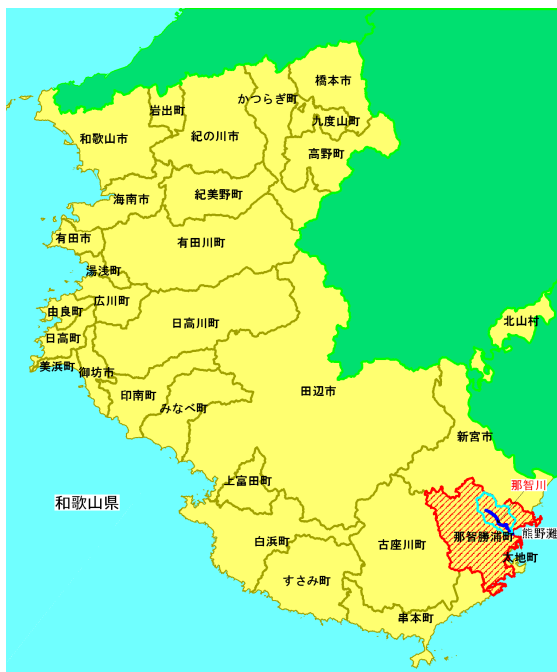 橋本市
かつらぎ町
岩出町
九度山町
和歌山市
紀の川市
高野町
海南市
紀美野町
有田市
有田川町
湯浅町
広川町
由良町
日高川町
北山村
日高町
美浜町
御坊市
印南町
みなべ町
田辺市
新宮市
上富田町
那智川
和歌山県
熊野灘
那智勝浦町
白浜町
古座川町
太地町
すさみ町
串本町